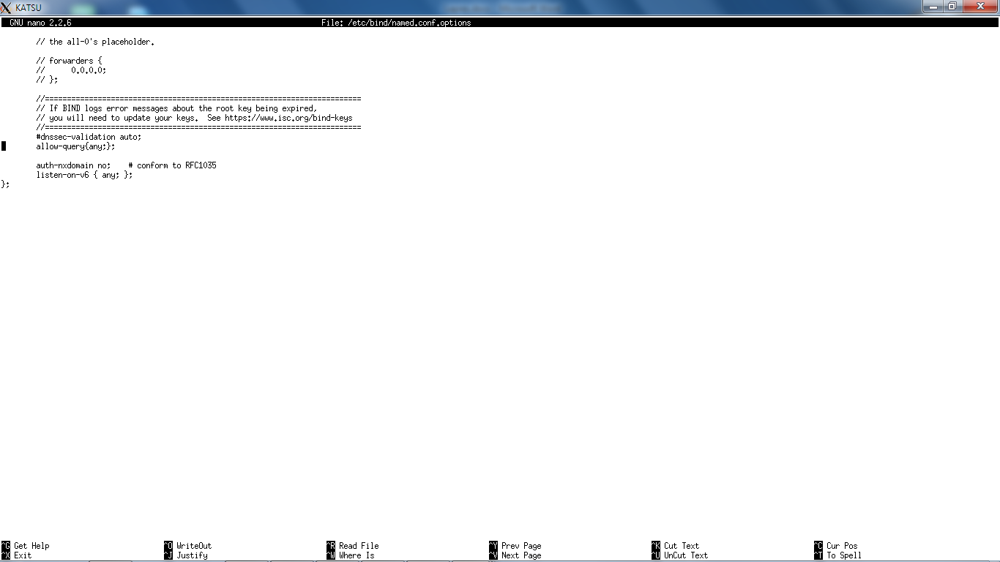 KATSU
GNU nano 2.2.6 File: /etc/bind/named.conf.options
// the all-0's placeholder.
// forwarders {
// 0.0.0.0;
// };
//========================================================================
// If BIND logs error messages about the root key being expired,
// you will need to update your keys. See https://www.isc.org/bind-keys
//========================================================================
#dnssec-validation auto;
allow-query{any;};
auth-nxdomain no; # conform to RFC1035
listen-on-v6 { any; };
};
^G Get Help ^O WriteOut ^R Read File ^Y Prev Page ^K Cut Text ^C Cur Pos
^X Exit ^J Justify ^W Where Is ^V Next Page ^U UnCut Text ^T To Spell